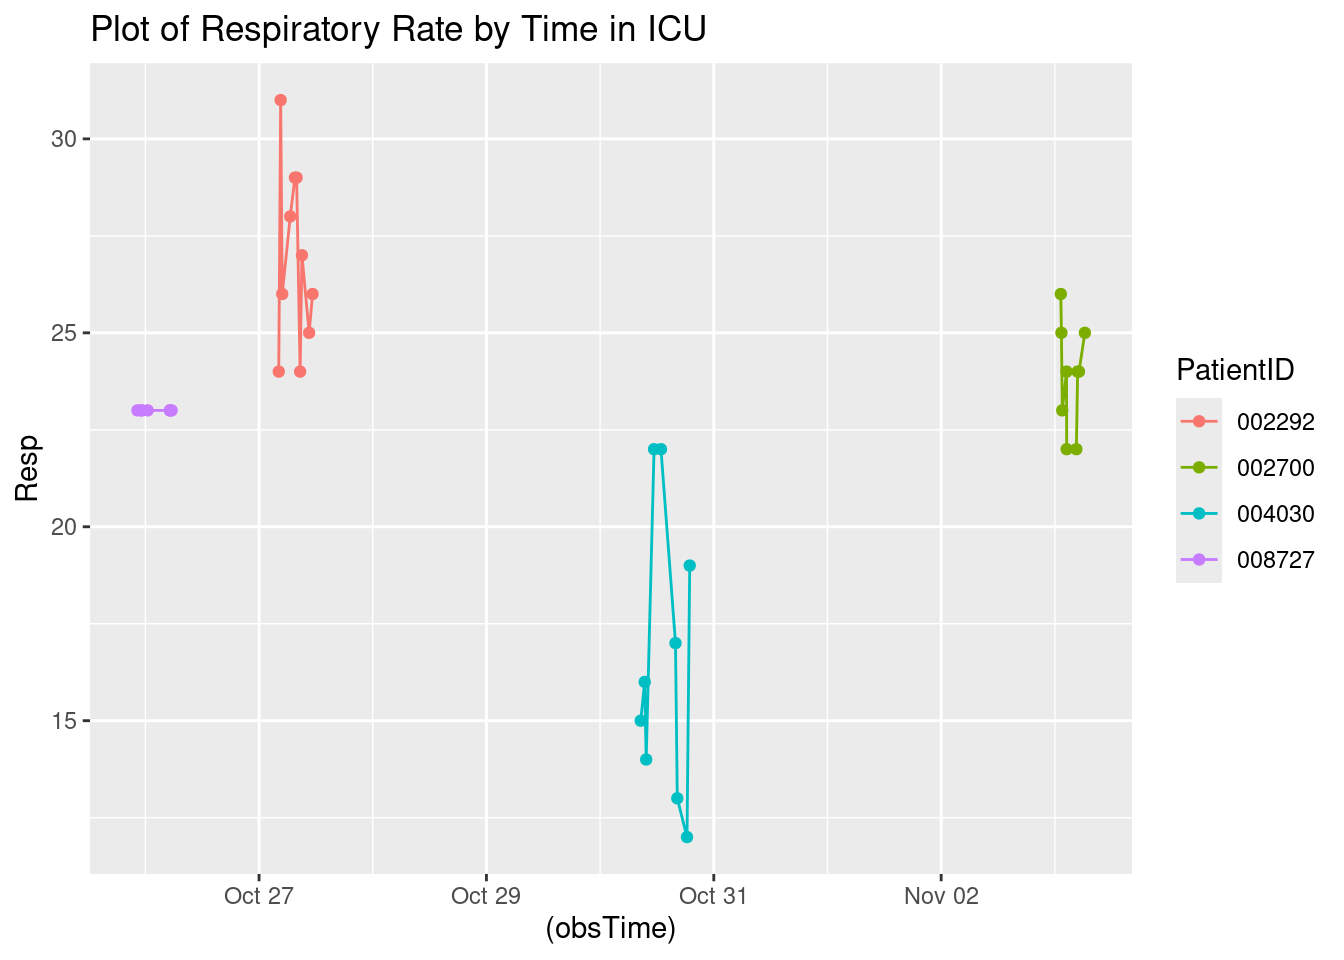 Plot of Respiratory Rate by Time in ICU
30
25
20
15
Resp
Oct 27
Oct 29
Oct 31
Nov 02
(obsTime)
PatientID
002292
002700
004030
008727